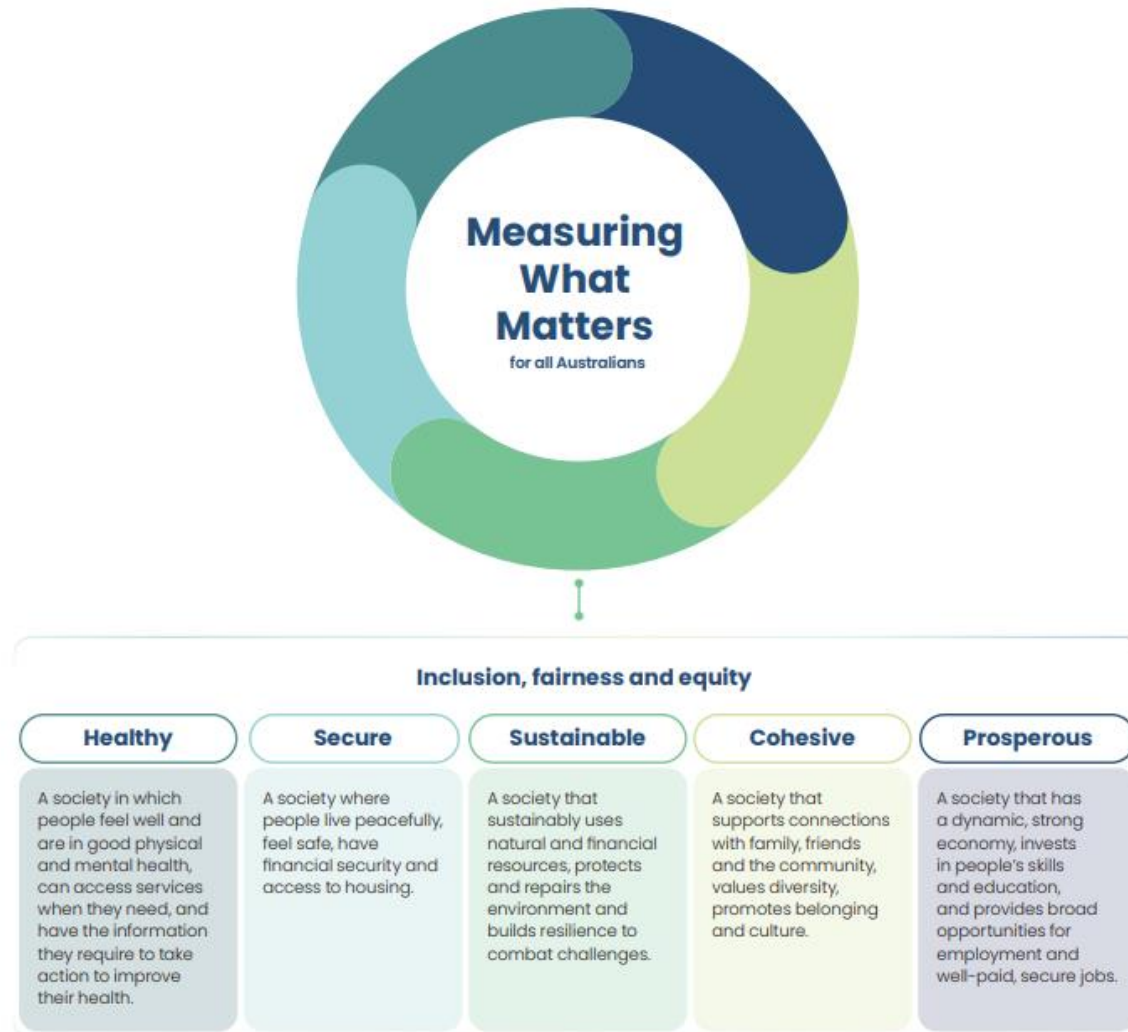 Measuring
What
Matters
for all Australians
Inclusion, fairness and equity
Healthy
A society in which
people feel well and
are in good physical
and mental health,
can access services
when they need, and
have the information
they require to take
action to improve
their health.
Secure
A society where
people live peacefully,
feel safe, have
financial security and
access to housing.
Sustainable
A society that
sustainably uses
natural and financial
resources, protects
and repairs the
environment and
builds resilience to
combat challenges.
Cohesive
A society that
supports connections
with family, friends
and the community,
values diversity,
promotes belonging
and culture.
Prosperous
A society that has
a dynamic, strong
economy, invests
in people's skills
and education,
and provides broad
opportunities for
employment and
well-paid, secure jobs.